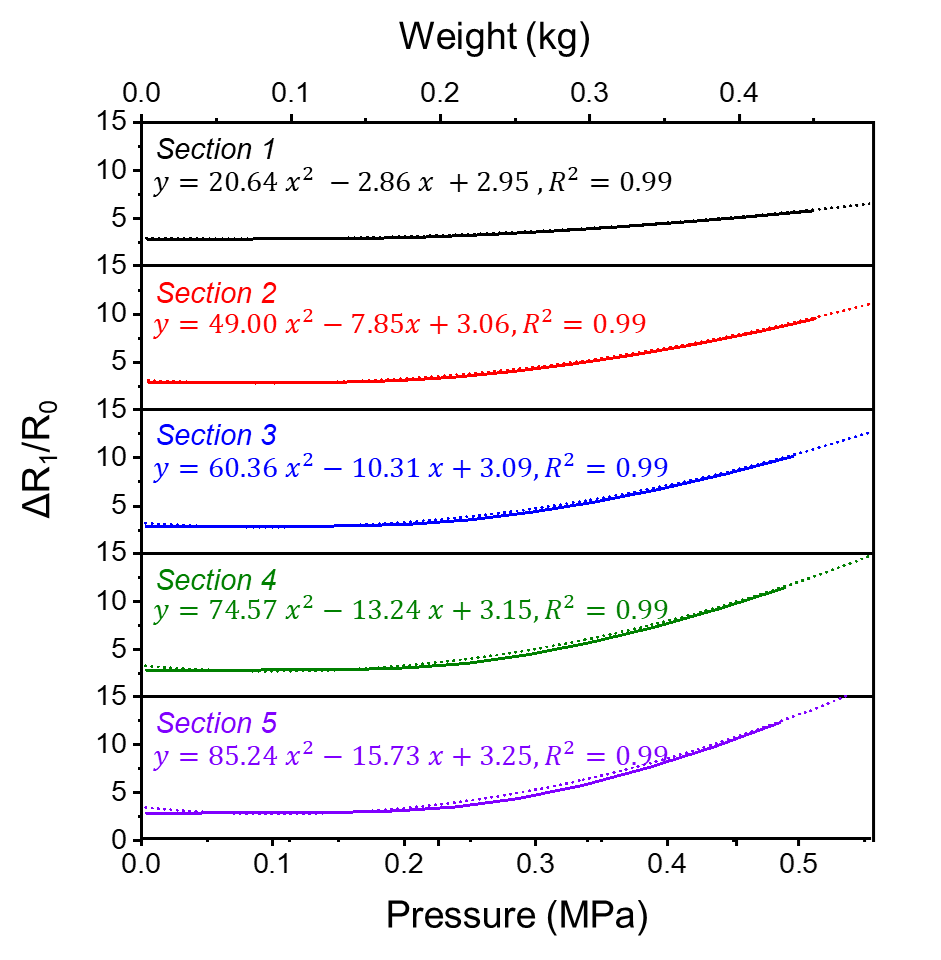 Weight (kg)
0.0 0.1 0.2 0.3 0.4
15
Section 1
10
y = 20.64 x² − 2.86 x + 2.95 , R² = 0.99
5
15
Section 2
10
y = 49.00 x² − 7.85x + 3.06, R² = 0.99
5
15
Section 3
10
y = 60.36 x² − 10.31 x + 3.09, R² = 0.99
5
15
Section 4
10
y = 74.57 x² − 13.24 x + 3.15, R² = 0.99
5
15
Section 5
10
y = 85.24 x² − 15.73 x + 3.25, R² = 0.99
5
0
ΔR₁/R₀
0.0 0.1 0.2 0.3 0.4 0.5
Pressure (MPa)